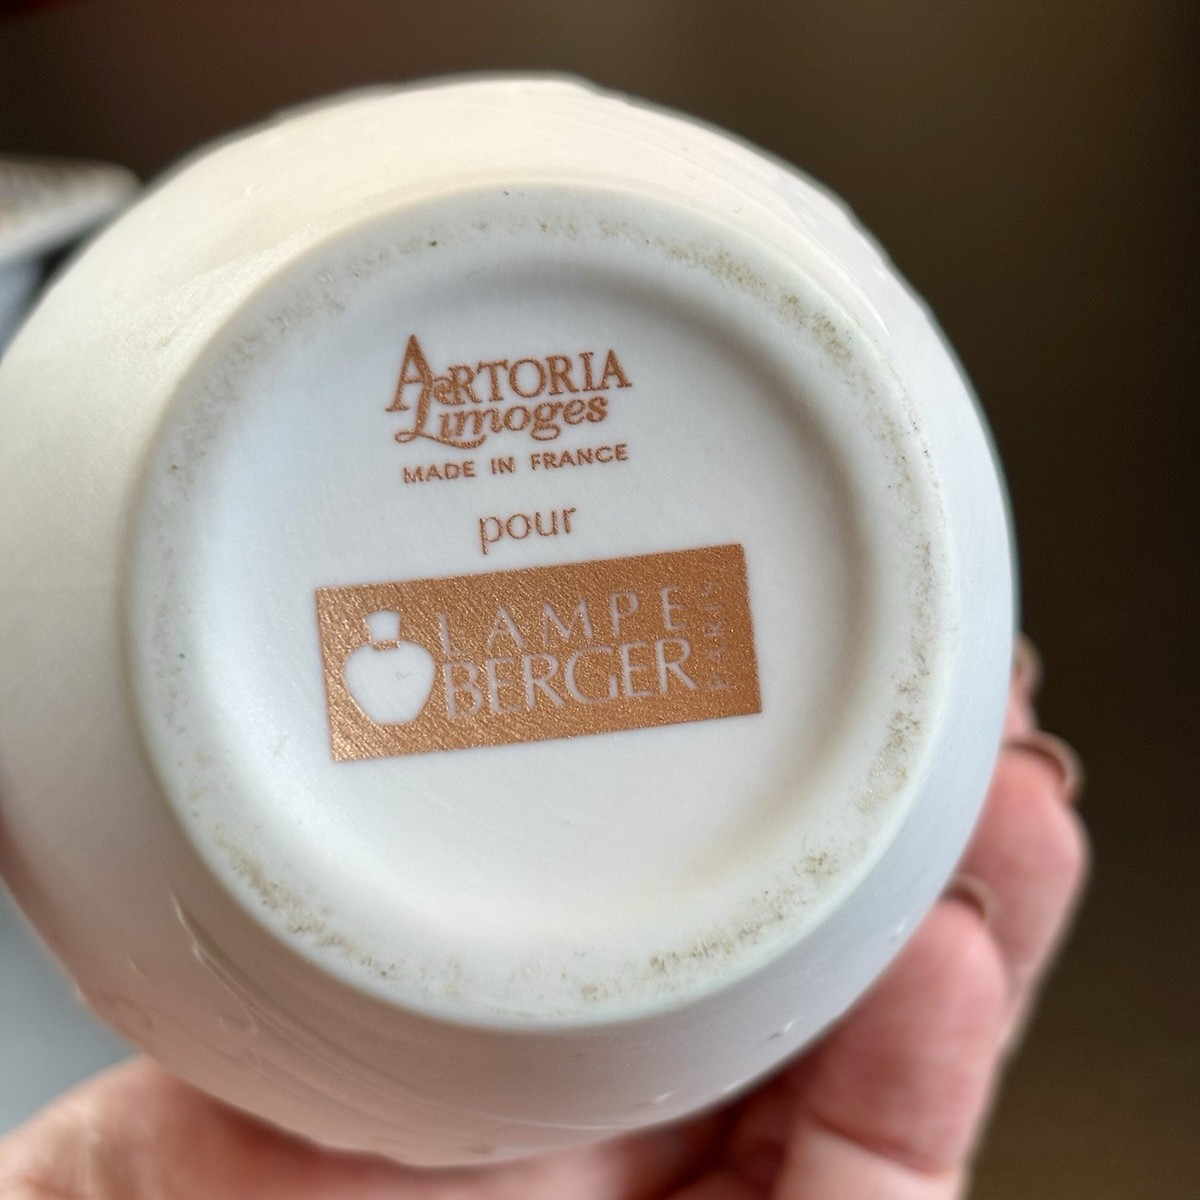 ARTORIA
Limoges
MADE IN FRANCE
pour
LAMPE
BERGER
PARIS